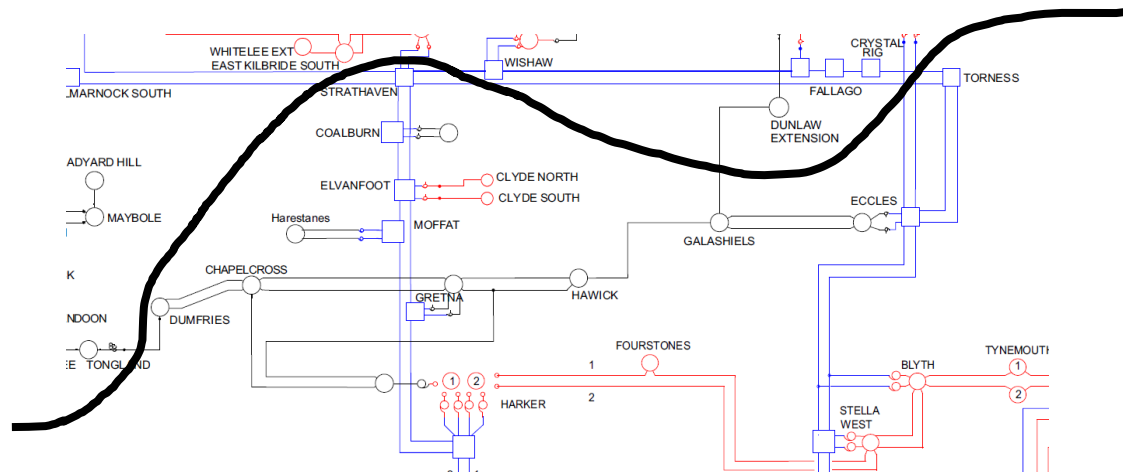 CRYSTAL
RIG
WHITELEE EXT
EAST KILBRIDE SOUTH
WISHAW
TORNESS
LMARNOCK SOUTH
STRATHAVEN
FALLAGO
COALBURN
DUNLAW
EXTENSION
ADYARD HILL
ELVANFOOT
CLYDE NORTH
CLYDE SOUTH
ECCLES
MAYBOLE
Harestanes
MOFFAT
GALASHIELS
K
CHAPELCROSS
GRETNA
HAWICK
NDOON
DUMFRIES
EE
TONGLAND
FOURSTONES
1
2
1
2
HARKER
BLYTH
TYNEMOUTH
1
2
STELLA
WEST